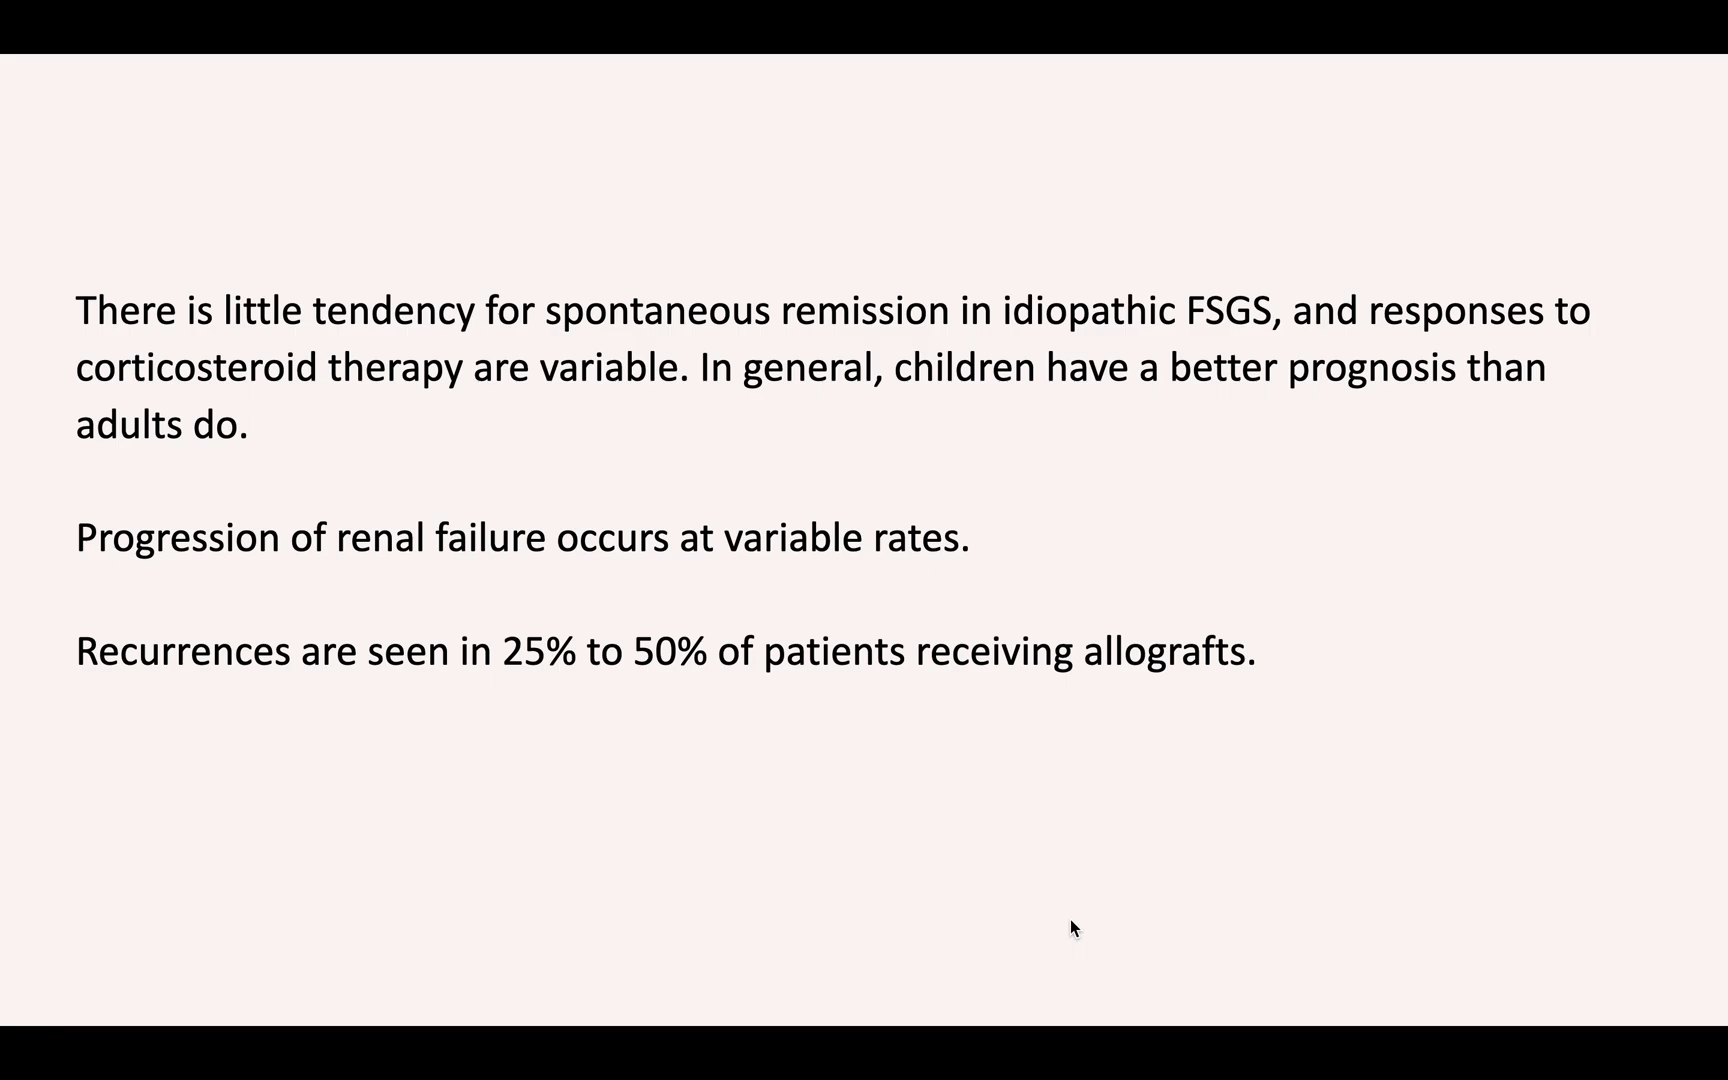 There is little tendency for spontaneous remission in idiopathic FSGS, and responses to
corticosteroid therapy are variable. In general, children have a better prognosis than
adults do.
Progression of renal failure occurs at variable rates.
Recurrences are seen in 25% to 50% of patients receiving allografts.